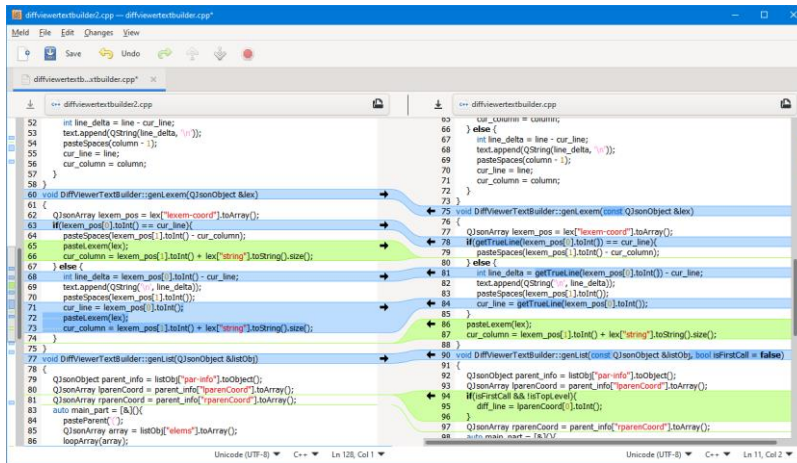 diffviewertextbuilder2.cpp — diffviewertextbuilder.cpp*
Meld File Edit Changes View
Save Undo
diffviewertextb...xtbuilder.cpp*
diffviewertextbuilder2.cpp
52 int line_delta = line - cur_line;
53 text.append(QString(line_delta, '\n'));
54 pasteSpaces(column - 1);
55 cur_line = line;
56 cur_column = column;
57 }
58 }
60 void DiffViewerTextBuilder::genLexem(QJsonObject &lex)
61 {
62 QJsonArray lexem_pos = lex["lexem-coord"].toArray();
63 if(lexem_pos[0].toInt() == cur_line){
64 pasteSpaces(lexem_pos[1].toInt() - cur_column);
65 pasteLexem(lex);
66 cur_column = lexem_pos[1].toInt() + lex["string"].toString().size();
67 } else {
68 int line_delta = lexem_pos[0].toInt() - cur_line;
69 text.append(QString('\n', line_delta));
70 pasteSpaces(lexem_pos[1].toInt());
71 cur_line = lexem_pos[0].toInt();
72 pasteLexem(lex);
73 cur_column = lexem_pos[1].toInt() + lex["string"].toString().size();
74 }
75 }
77 void DiffViewerTextBuilder::genList(QJsonObject &listObj)
78 {
79 QJsonObject parent_info = listObj["par-info"].toObject();
80 QJsonArray lparenCoord = parent_info["lparenCoord"].toArray();
81 QJsonArray rparenCoord = parent_info["rparenCoord"].toArray();
83 auto main_part = [&](){
84 pasteParent('(');
85 QJsonArray array = listObj["elems"].toArray();
86 loopArray(array);
Unicode (UTF-8) C++ Ln 128, Col 1
diffviewertextbuilder.cpp
65 cur_column = column;
66 } else {
67 int line_delta = line - cur_line;
68 text.append(QString(line_delta, '\n'));
69 pasteSpaces(column - 1);
70 cur_line = line;
71 cur_column = column;
72 }
73 }
75 void DiffViewerTextBuilder::genLexem(const QJsonObject &lex)
76 {
77 QJsonArray lexem_pos = lex["lexem-coord"].toArray();
78 if(getTrueLine(lexem_pos[0].toInt()) == cur_line){
79 pasteSpaces(lexem_pos[1].toInt() - cur_column);
80 } else {
81 int line_delta = getTrueLine(lexem_pos[0].toInt()) - cur_line;
82 text.append(QString('\n', line_delta));
83 pasteSpaces(lexem_pos[1].toInt());
84 cur_line = getTrueLine(lexem_pos[0].toInt());
85 }
86 pasteLexem(lex);
87 cur_column = lexem_pos[1].toInt() + lex["string"].toString().size();
88 }
90 void DiffViewerTextBuilder::genList(const QJsonObject &listObj, bool isFirstCall = false)
91 {
92 QJsonObject parent_info = listObj["par-info"].toObject();
93 QJsonArray lparenCoord = parent_info["lparenCoord"].toArray();
94 if(isFirstCall && !isTopLevel){
95 diff_line = lparenCoord[0].toInt();
96 }
97 QJsonArray rparenCoord = parent_info["rparenCoord"].toArray();
98 auto main_part = [&](){
Unicode (UTF-8) C++ Ln 11, Col 2